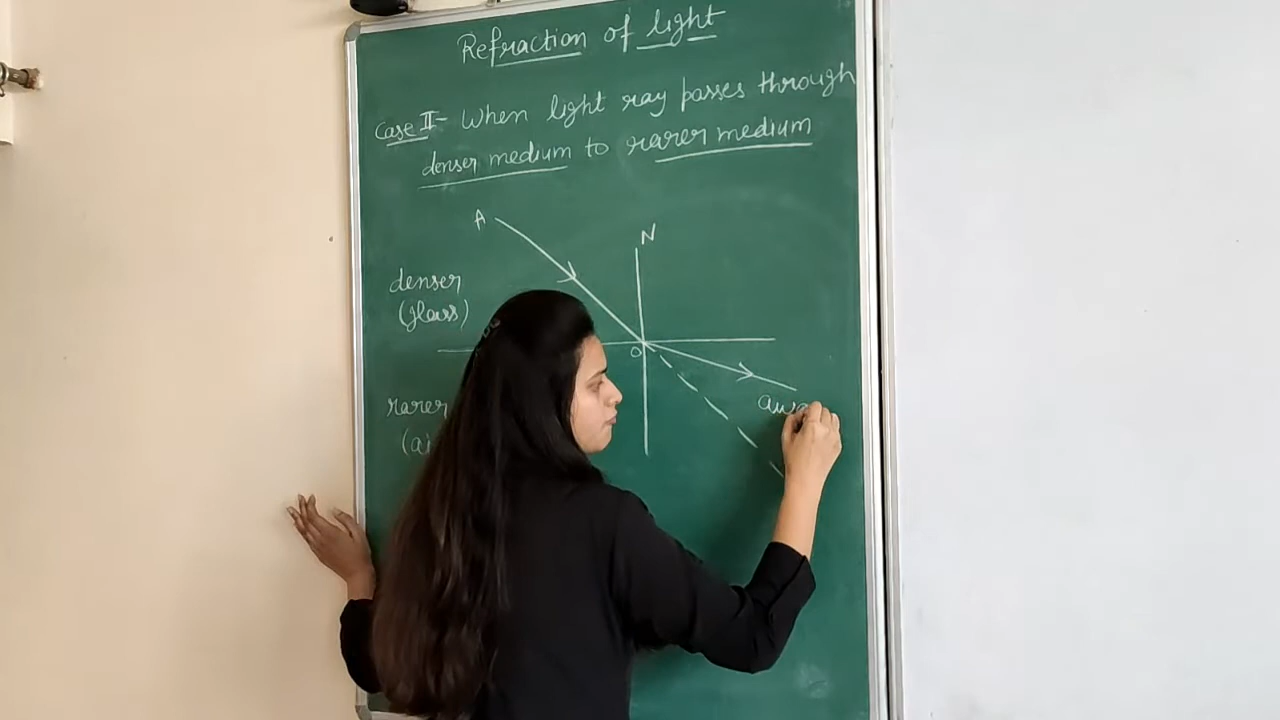 Refraction of light
Case II- When light ray passes through
denser medium to rarer medium
A
N
denser
(glass)
O
rarer